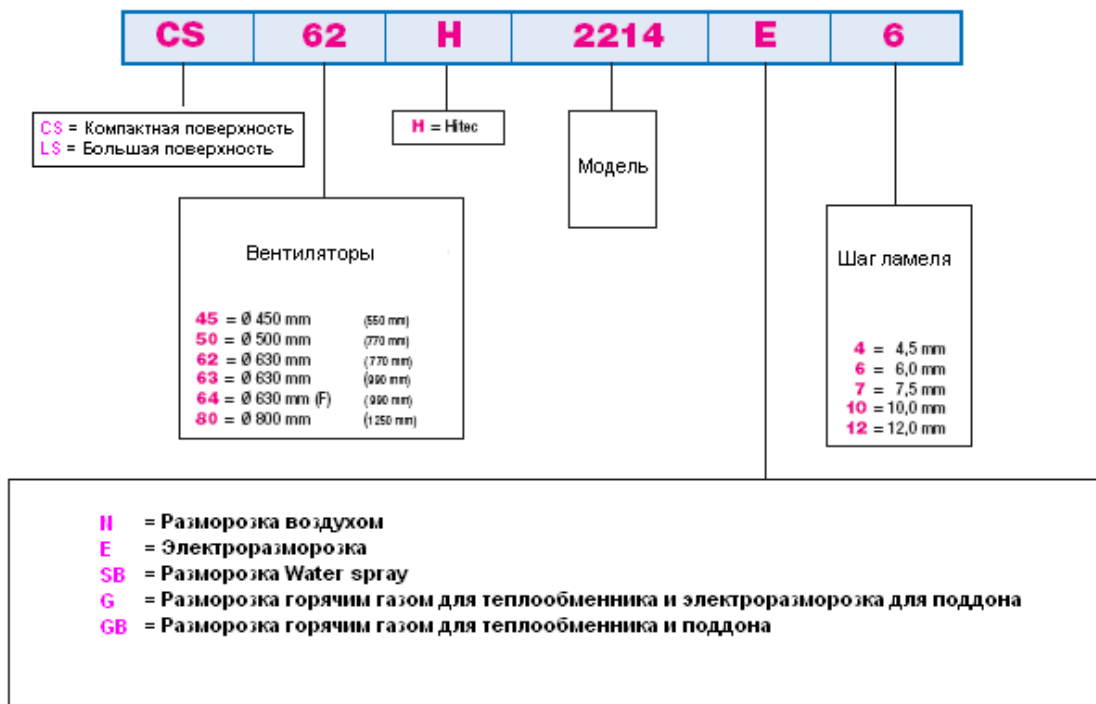 CS 62 H 2214 E 6
CS = Компактная поверхность
LS = Большая поверхность
H = Hitec
Модель
Вентиляторы
45 = Ø 450 mm (550 mm)
50 = Ø 500 mm (770 mm)
62 = Ø 630 mm (770 mm)
63 = Ø 630 mm (990 mm)
64 = Ø 630 mm (F) (990 mm)
80 = Ø 800 mm (1250 mm)
Шаг ламеля
4 = 4,5 mm
6 = 6,0 mm
7 = 7,5 mm
10 = 10,0 mm
12 = 12,0 mm
N = Разморозка воздухом
E = Электроразморозка
SB = Разморозка Water spray
G = Разморозка горячим газом для теплообменника и электроразморозка для поддона
GB = Разморозка горячим газом для теплообменника и поддона